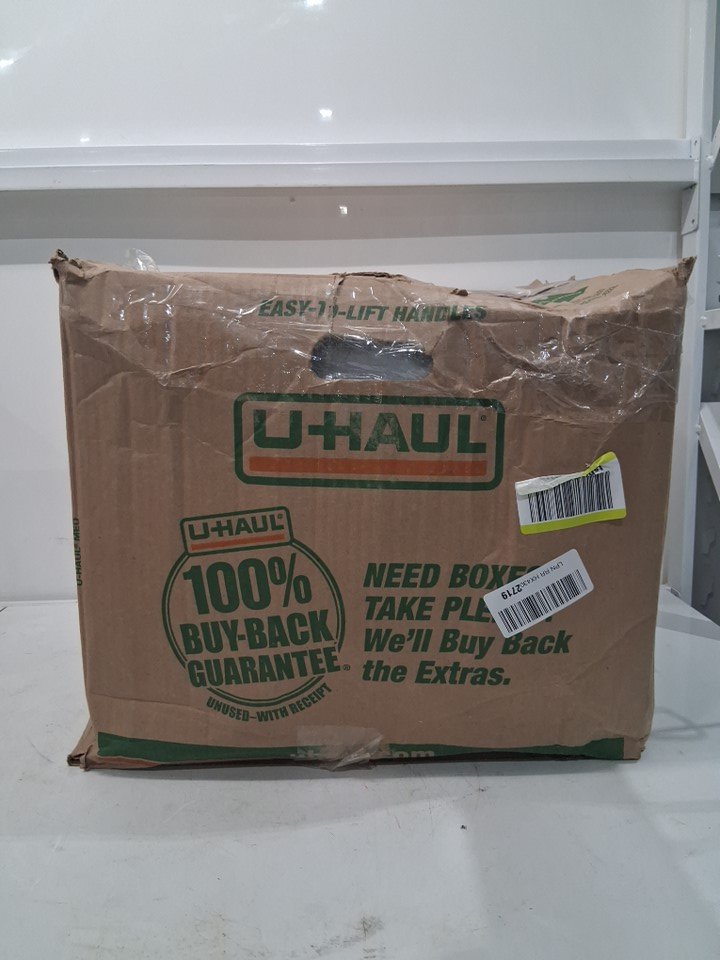 EASY-TO-LIFT HANDLES
U-HAUL®
U-HAUL®
100%
BUY-BACK
GUARANTEE®
UNUSED-WITH RECEIPT
NEED BOXE
TAKE PLE
We'll Buy Back
the Extras.
U-HAUL® MED
2719